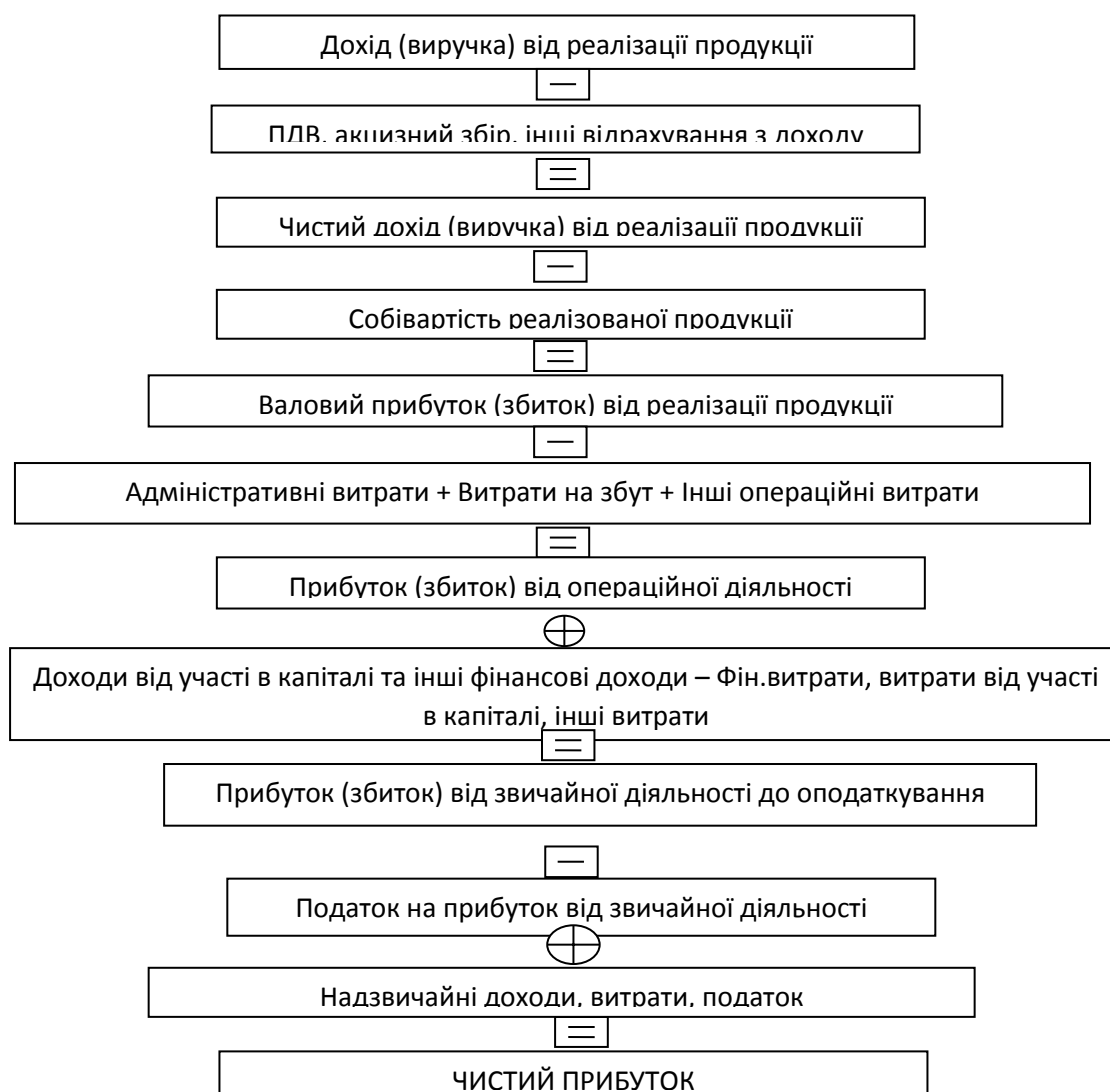 Дохід (виручка) від реалізації продукції
—
ПДВ, акцизний збір, інші відрахування з доходу
=
Чистий дохід (виручка) від реалізації продукції
—
Собівартість реалізованої продукції
=
Валовий прибуток (збиток) від реалізації продукції
—
Адміністративні витрати + Витрати на збут + Інші операційні витрати
=
Прибуток (збиток) від операційної діяльності
+
Доходи від участі в капіталі та інші фінансові доходи – Фін.витрати, витрати від участі
в капіталі, інші витрати
=
Прибуток (збиток) від звичайної діяльності до оподаткування
—
Податок на прибуток від звичайної діяльності
+
Надзвичайні доходи, витрати, податок
=
ЧИСТИЙ ПРИБУТОК